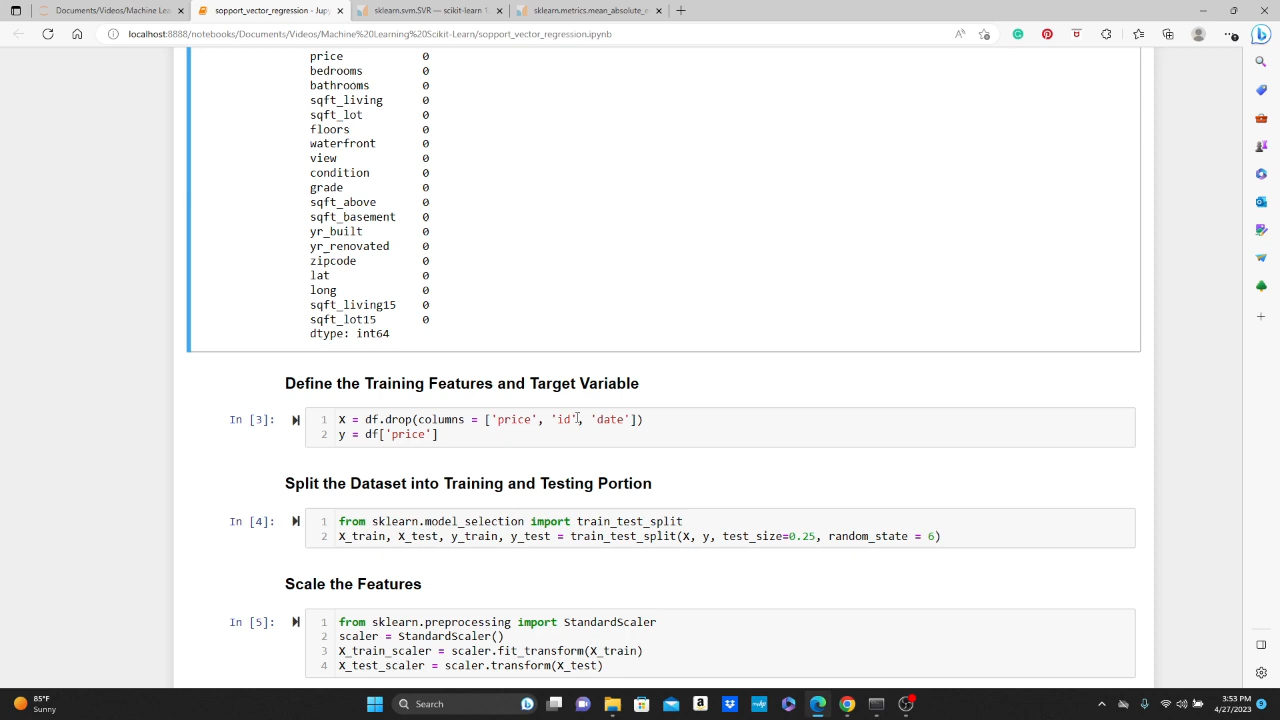 Documents/Videos/Machine Lea
sopport_vector_regression - Jupy
sklearn.svm.SVR — scikit-learn 1
sklearn.metrics.mean_absolute_e
localhost:8888/notebooks/Documents/Videos/Machine%20Learning%20Scikit-Learn/sopport_vector_regression.ipynb
price 0
bedrooms 0
bathrooms 0
sqft_living 0
sqft_lot 0
floors 0
waterfront 0
view 0
condition 0
grade 0
sqft_above 0
sqft_basement 0
yr_built 0
yr_renovated 0
zipcode 0
lat 0
long 0
sqft_living15 0
sqft_lot15 0
dtype: int64
Define the Training Features and Target Variable
In [3]: 1 X = df.drop(columns = ['price', 'id', 'date'])
2 y = df['price']
Split the Dataset into Training and Testing Portion
In [4]: 1 from sklearn.model_selection import train_test_split
2 X_train, X_test, y_train, y_test = train_test_split(X, y, test_size=0.25, random_state = 6)
Scale the Features
In [5]: 1 from sklearn.preprocessing import StandardScaler
2 scaler = StandardScaler()
3 X_train_scaler = scaler.fit_transform(X_train)
4 X_test_scaler = scaler.transform(X_test)
85°F
Sunny
Search
3:53 PM
4/27/2023